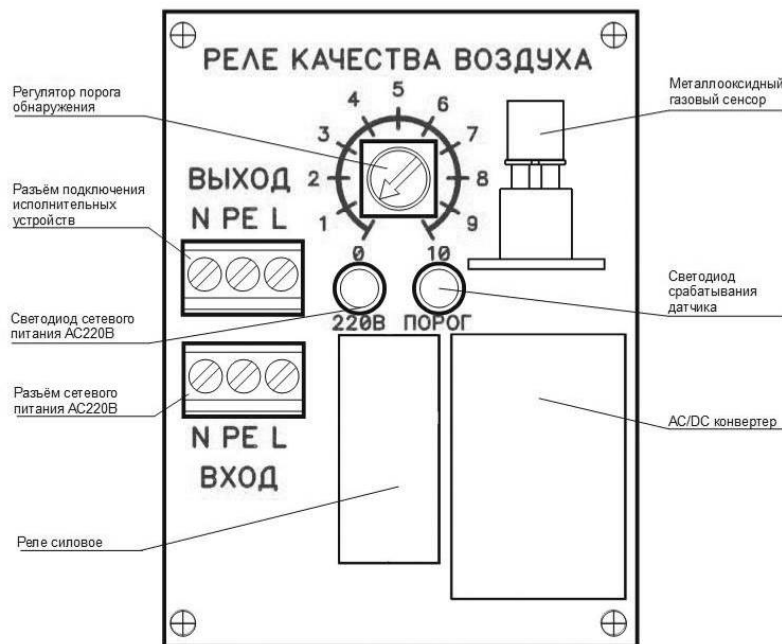 РЕЛЕ КАЧЕСТВА ВОЗДУХА
Регулятор порога
обнаружения
Металлооксидный
газовый сенсор
0
1
2
3
4
5
6
7
8
9
10
Разъём подключения
исполнительных
устройств
ВЫХОД
N PE L
Светодиод сетевого
питания АС220В
220В
ПОРОГ
Светодиод
срабатывания
датчика
Разъём сетевого
питания АС220В
N PE L
ВХОД
AC/DC конвертер
Реле силовое